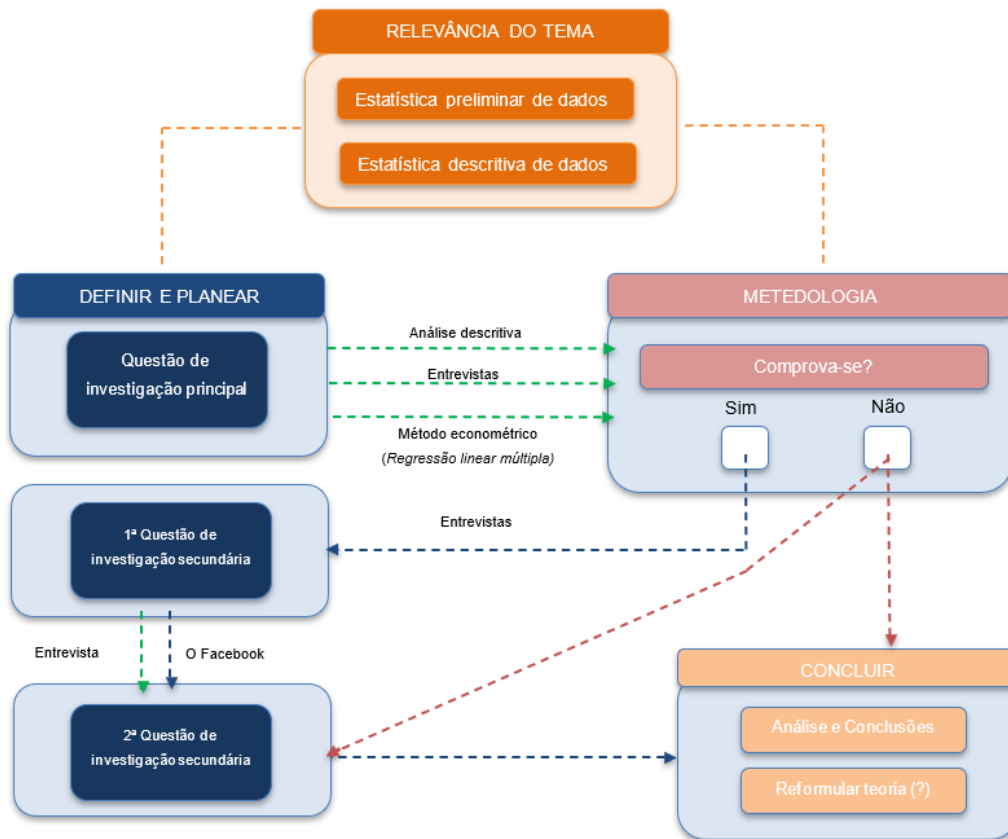 RELEVÂNCIA DO TEMA
Estatística preliminar de dados
Estatística descritiva de dados
DEFINIR E PLANEAR
Questão de
investigação principal
Análise descritiva
Entrevistas
Método econométrico
(Regressão linear múltipla)
METEDOLOGIA
Comprova-se?
Sim
Não
1ª Questão de
investigação secundária
Entrevistas
Entrevista
O Facebook
2ª Questão de
investigação secundária
CONCLUIR
Análise e Conclusões
Reformular teoria (?)